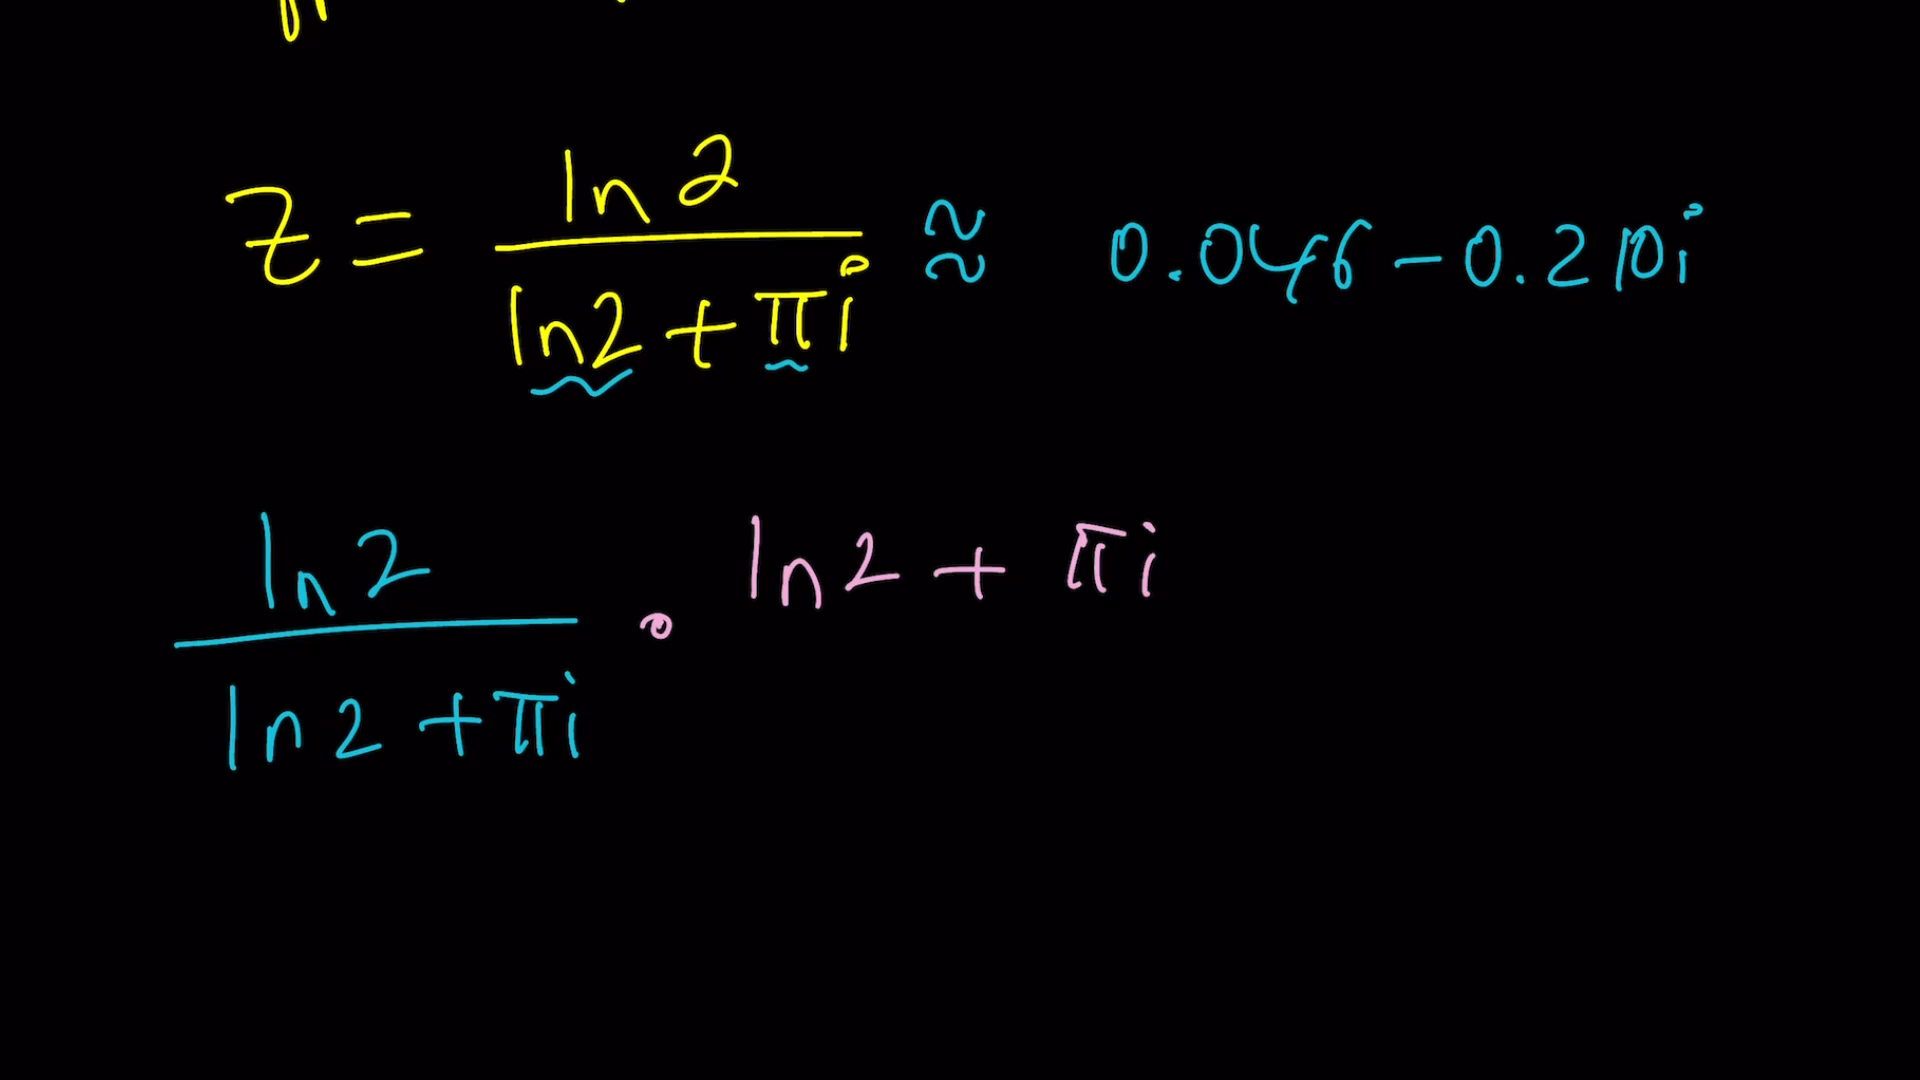 z = ln 2 / ln2 + πi ≈ 0.046 - 0.210i
ln 2 / ln 2 + πi · ln 2 + πi